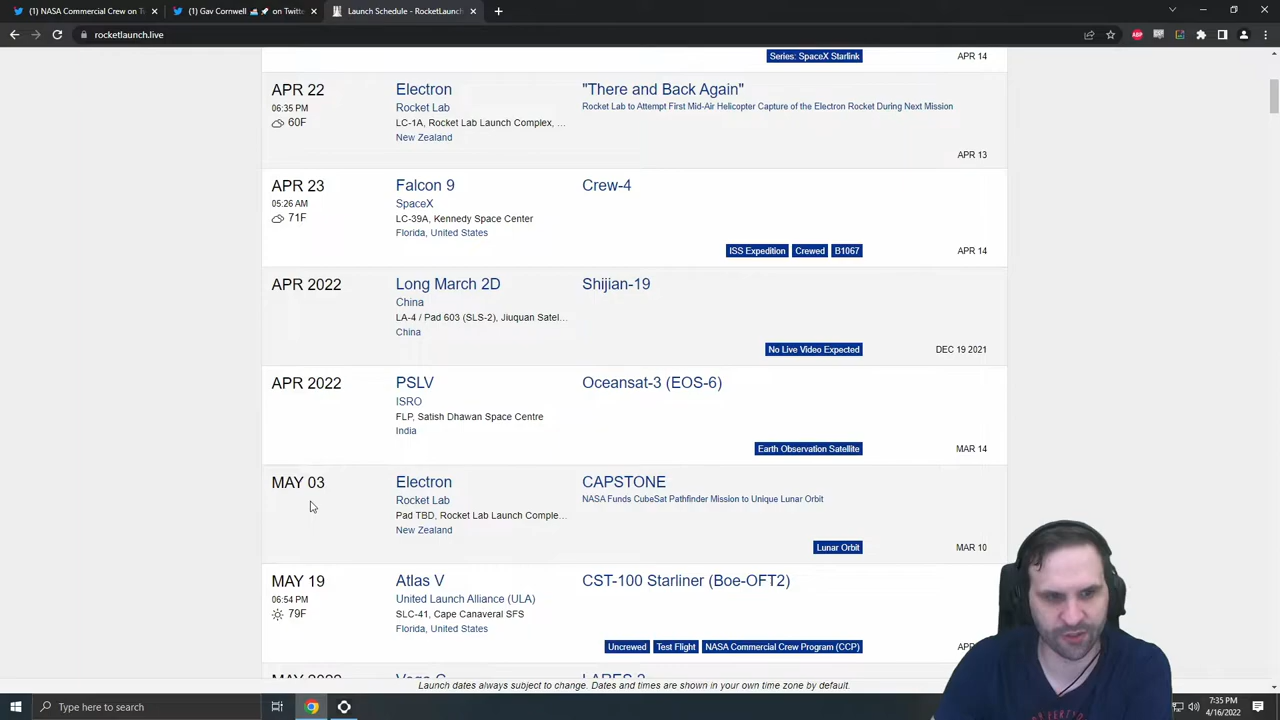 (1) NASA Commercial Crew on T
(1) Gav Cornwell on Twitter
Launch Schedule - RocketLaunch
rocketlaunch.live
Series: SpaceX Starlink
APR 14
APR 22
06:35 PM
60F
Electron
Rocket Lab
LC-1A, Rocket Lab Launch Complex, ...
New Zealand
"There and Back Again"
Rocket Lab to Attempt First Mid-Air Helicopter Capture of the Electron Rocket During Next Mission
APR 13
APR 23
05:26 AM
71F
Falcon 9
SpaceX
LC-39A, Kennedy Space Center
Florida, United States
Crew-4
ISS Expedition Crewed B1067
APR 14
APR 2022
Long March 2D
China
LA-4 / Pad 603 (SLS-2), Jiuquan Satel...
China
Shijian-19
No Live Video Expected
DEC 19 2021
APR 2022
PSLV
ISRO
FLP, Satish Dhawan Space Centre
India
Oceansat-3 (EOS-6)
Earth Observation Satellite
MAR 14
MAY 03
Electron
Rocket Lab
Pad TBD, Rocket Lab Launch Comple...
New Zealand
CAPSTONE
NASA Funds CubeSat Pathfinder Mission to Unique Lunar Orbit
Lunar Orbit
MAR 10
MAY 19
06:54 PM
79F
Atlas V
United Launch Alliance (ULA)
SLC-41, Cape Canaveral SFS
Florida, United States
CST-100 Starliner (Boe-OFT2)
Uncrewed Test Flight NASA Commercial Crew Program (CCP)
MAY 2022
Vega C
LARES 2
Launch dates always subject to change. Dates and times are shown in your own time zone by default.
Type here to search
7:35 PM
4/16/2022